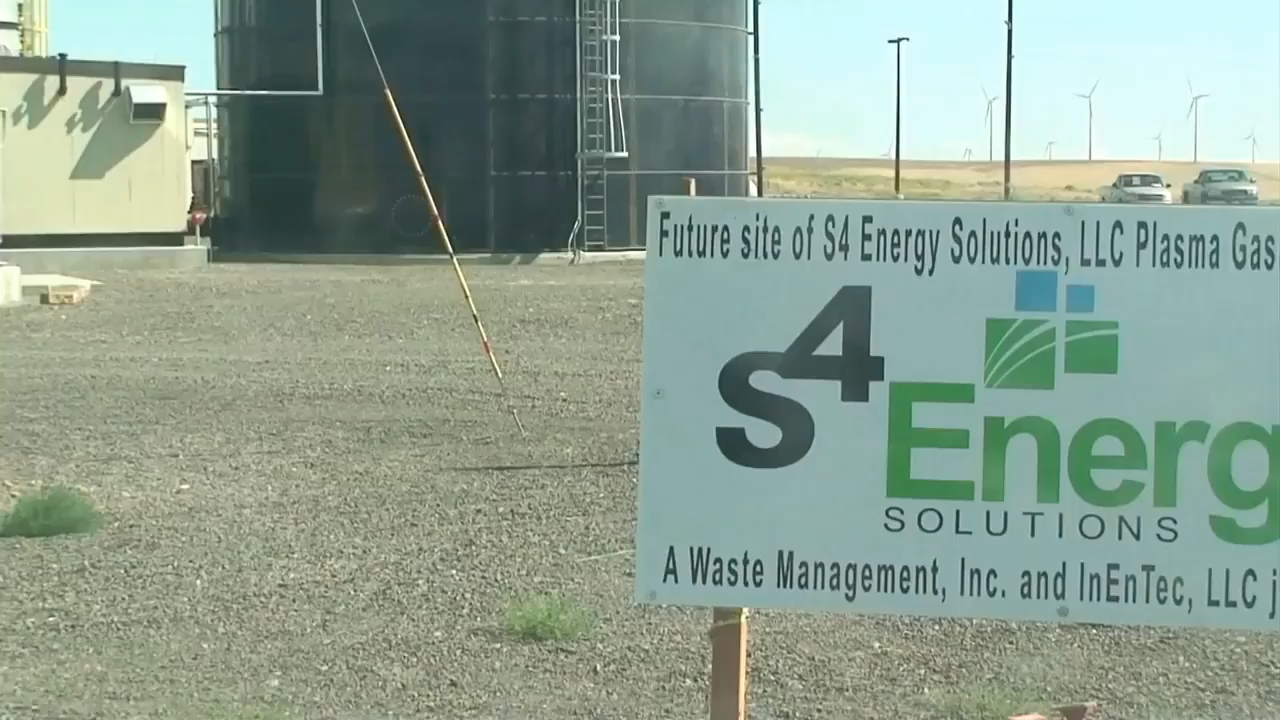 Future site of S4 Energy Solutions, LLC Plasma Gas
S4
Energ
SOLUTIONS
A Waste Management, Inc. and InEnTec, LLC j